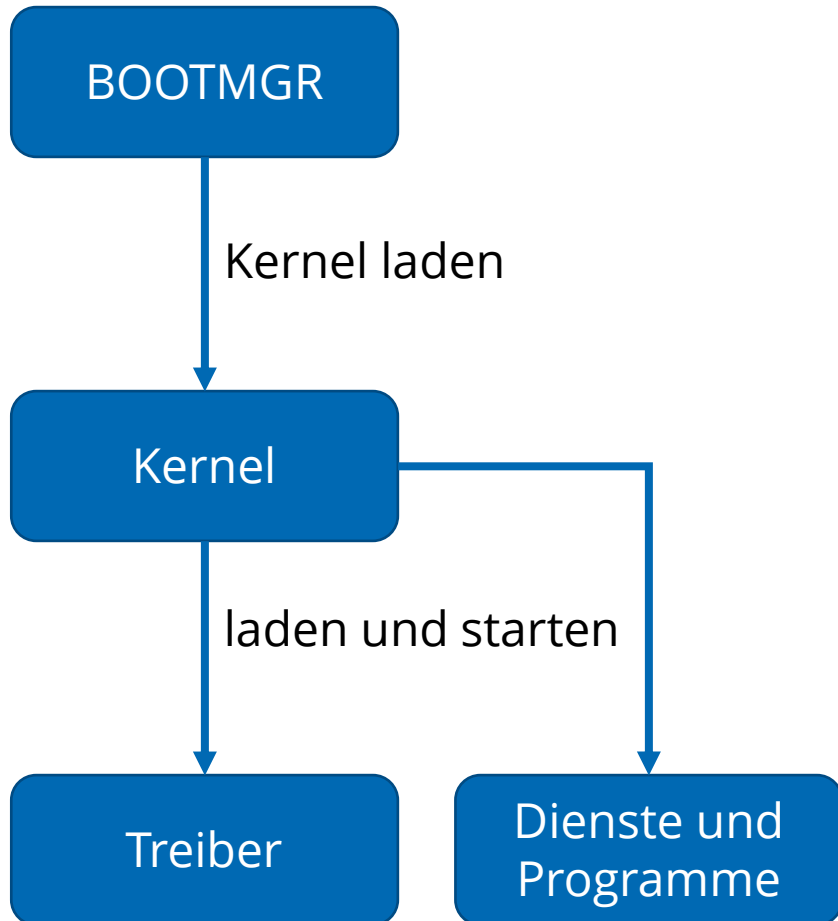 BOOTMGR
Kernel laden
Kernel
laden und starten
Treiber
Dienste und
Programme